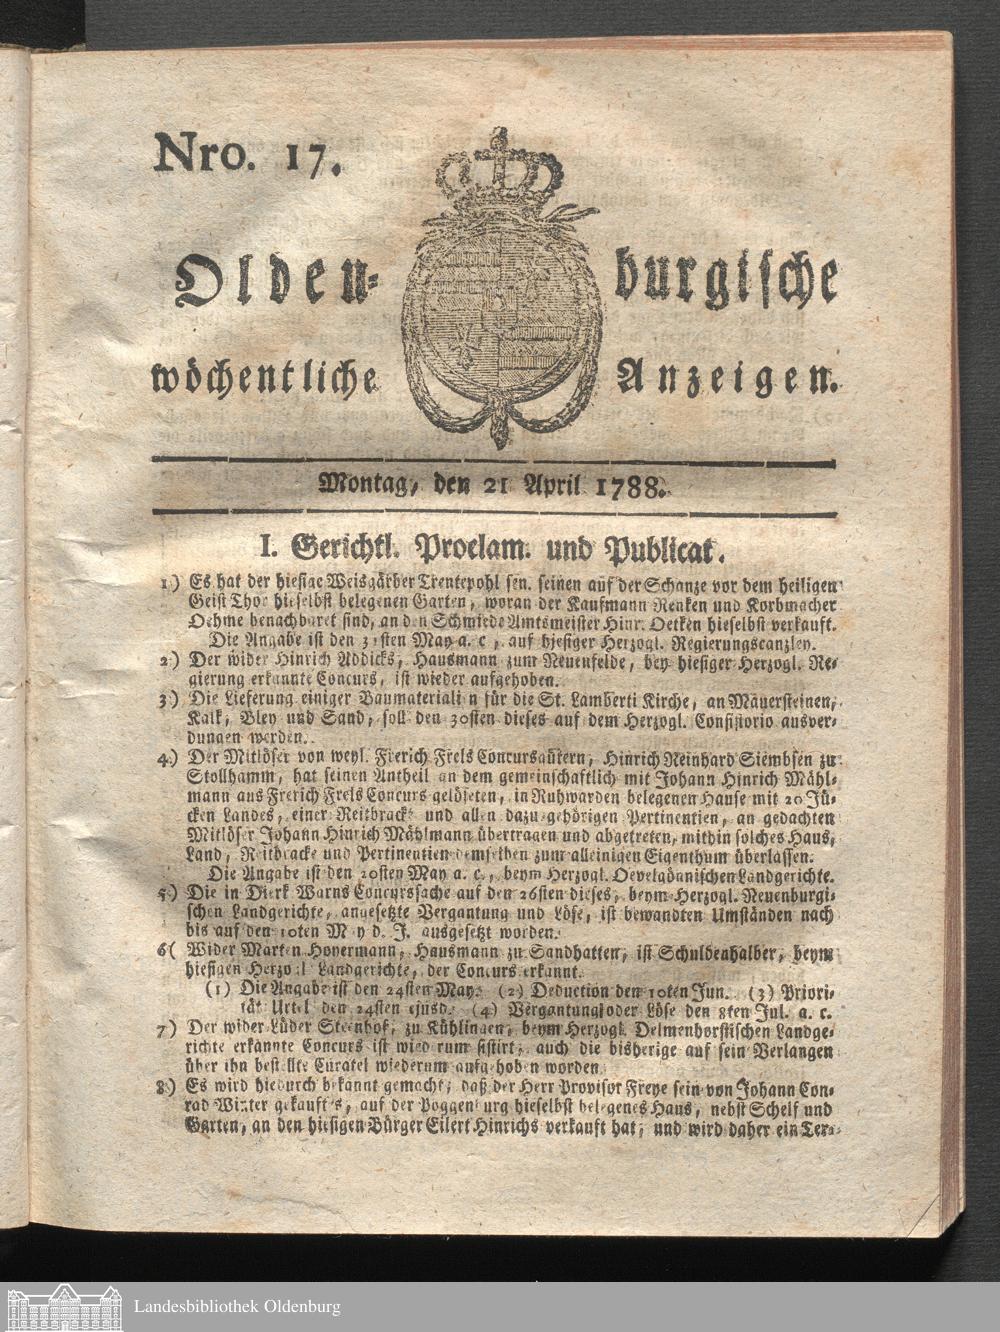 Nro. 17.
Olden-burgische
wöchentliche Anzeigen.
Montag, den 21 April 1788.
I. Gerichtl. Proclam. und Publicat.
1.) Es hat der hiesige Weisgärber Trentepohl sen. seinen auf der Schanze vor dem heiligen
Geist Thor hieselbst belegenen Garten, woran der Kaufmann Renken und Korbmacher
Oehme benachbaret sind, an den Schmiede Amtsmeister Hinr. Oetken hieselbst verkauft.
Die Angabe ist den 31sten May a. c., auf hiesiger Herzogl. Regierungscanzley.
2.) Der wider Hinrich Addicks, Hausmann zum Neuenfelde, bey hiesiger Herzogl. Re-
gierung erkannte Concurs, ist wieder aufgehoben.
3.) Die Lieferung einiger Baumaterialien für die St. Lamberti Kirche, an Mauersteinen,
Kalk, Bley und Sand, soll den 30sten dieses auf dem Herzogl. Consistorio ausver-
dungen werden.
4.) Der Mitlöser von weyl. Frerich Frels Concursgütern, Hinrich Reinhard Siembsen zu
Stollhamm, hat seinen Antheil an dem gemeinschaftlich mit Johann Hinrich Mähl-
mann aus Frerich Frels Concurs gelöseten, in Ruhwarden belegenen Hause mit 20 Jü-
cken Landes, einer Reitbracke und allen dazu gehörigen Pertinentien, an gedachten
Mitlöser Johann Hinrich Mählmann übertragen und abgetreten, mithin solches Haus,
Land, Reitbracke und Pertinentien demselben zum alleinigen Eigenthum überlassen.
Die Angabe ist den 20sten May a. c., beym Herzogl. Oevelgönnischen Landgerichte.
5.) Die in Dierk Warns Concurssache auf den 26sten dieses, beym Herzogl. Neuenburgi-
schen Landgerichte, angesetzte Vergantung und Löse, ist bewandten Umständen nach
bis auf den 10ten May d. J. ausgesetzt worden.
6( Wider Marten Hoyermann, Hausmann zu Sandhatten, ist Schuldenhalber, beym
hiesigen Herzogl. Landgerichte, der Concurs erkannt.
(1) Die Angabe ist den 24sten May. (2) Deduction den 10ten Jun. (3) Priori-
tät Urtel den 24sten ejusd. (4) Vergantung oder Löse den 8ten Jul. a. c.
7.) Der wider Lüder Steenhof, zu Kühlingen, beym Herzogl. Delmenhorstischen Landge-
richte erkannte Concurs ist wiederum sistirt, auch die bisherige auf sein Verlangen
über ihn bestellte Curatel wiederum aufgehoben worden.
8.) Es wird hiedurch bekannt gemacht, daß der Herr Provisor Freye sein von Johann Con-
rad Winter gekauftes, auf der Poggenburg hieselbst belegenes Haus, nebst Schelf und
Garten, an den hiesigen Bürger Eilert Hinrichs verkauft hat, und wird daher ein Ter-
Landesbibliothek Oldenburg